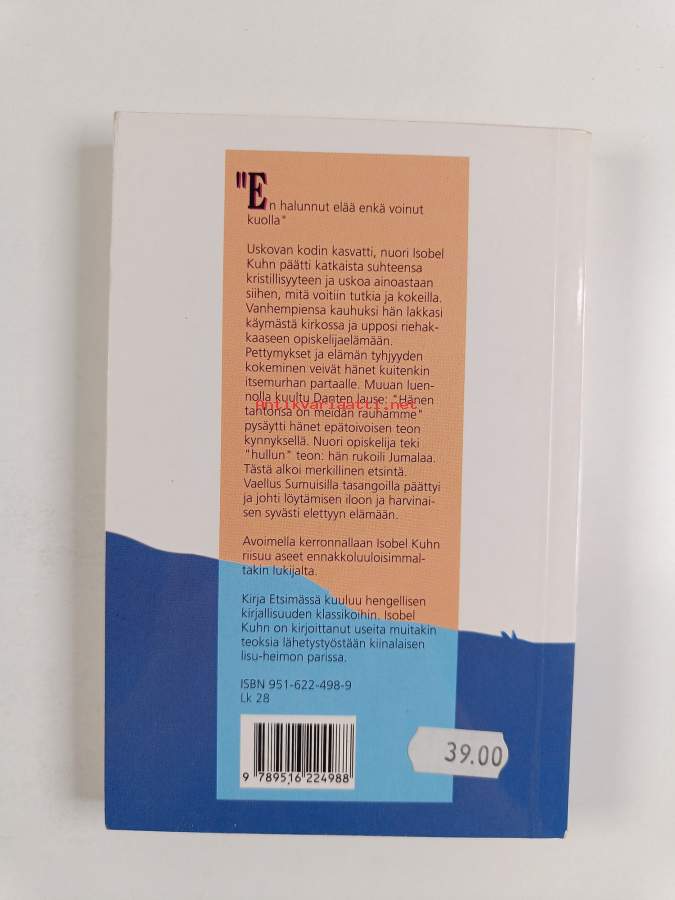 "En halunnut elää enkä voinut
kuolla"
Uskovan kodin kasvatti, nuori Isobel
Kuhn päätti katkaista suhteensa
kristillisyyteen ja uskoa ainoastaan
siihen, mitä voitiin tutkia ja kokeilla.
Vanhempiensa kauhuksi hän lakkasi
käymästä kirkossa ja upposi riehak-
kaaseen opiskelijaelämään.
Pettymykset ja elämän tyhjyyden
kokeminen veivät hänet kuitenkin
itsemurhan partaalle. Muuan luen-
nolla kuultu Danten lause: "Hänen
Antikvariaatti.net
tahtonsa on meidän rauhamme"
pysäytti hänet epätoivoisen teon
kynnyksellä. Nuori opiskelija teki
"hullun" teon: hän rukoili Jumalaa.
Tästä alkoi merkillinen etsintä.
Vaellus Sumuisilla tasangoilla päättyi
ja johti löytämisen iloon ja harvinai-
sen syvästi elettyyn elämään.
Avoimella kerronnallaan Isobel Kuhn
riisuu aseet ennakkoluuloisimmal-
takin lukijalta.
Kirja Etsimässä kuuluu hengellisen
kirjallisuuden klassikoihin. Isobel
Kuhn on kirjoittanut useita muitakin
teoksia lähetystyöstään kiinalaisen
lisu-heimon parissa.
ISBN 951-622-498-9
Lk 28
9 789516 224988
39.00